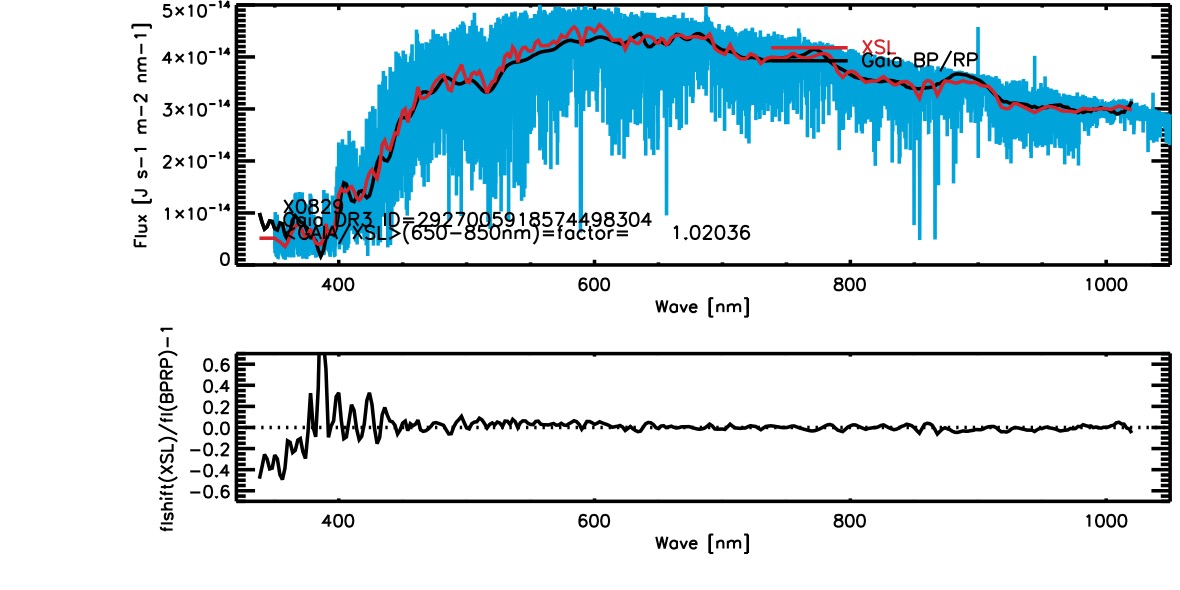 5×10⁻¹⁴
4×10⁻¹⁴
3×10⁻¹⁴
2×10⁻¹⁴
1×10⁻¹⁴
0
Flux [J s-1 m-2 nm-1]
XSL
Gaia BP/RP
X0829
Gaia DR3 ID=2927005918574498304
<GAIA/XSL>(650-850nm)=factor= 1.02036
400 600 800 1000
Wave [nm]
flshift(XSL)/fl(BPRP)-1
0.6
0.4
0.2
0.0
-0.2
-0.4
-0.6
400 600 800 1000
Wave [nm]